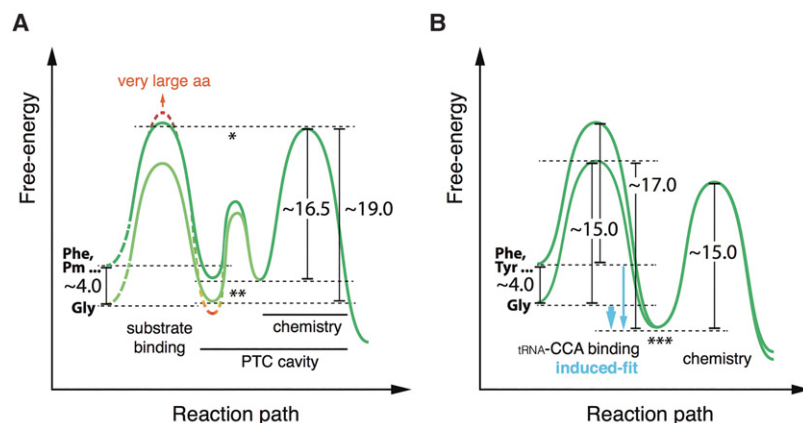 A
very large aa
Free-energy
*
~16.5
~19.0
Phe,
Pm ...
~4.0
Gly
**
substrate
binding
chemistry
PTC cavity
Reaction path
B
Free-energy
~17.0
~15.0
~15.0
Phe,
Tyr ...
~4.0
Gly
***
tRNA-CCA binding
induced-fit
chemistry
Reaction path